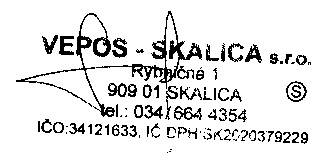 VEPOS - SKALICA s.r.o.
Rybničné 1
909 01 SKALICA
Ⓢ
tel.: 034/664 4354
IČO:34121633, IČ DPH:SK2020379229